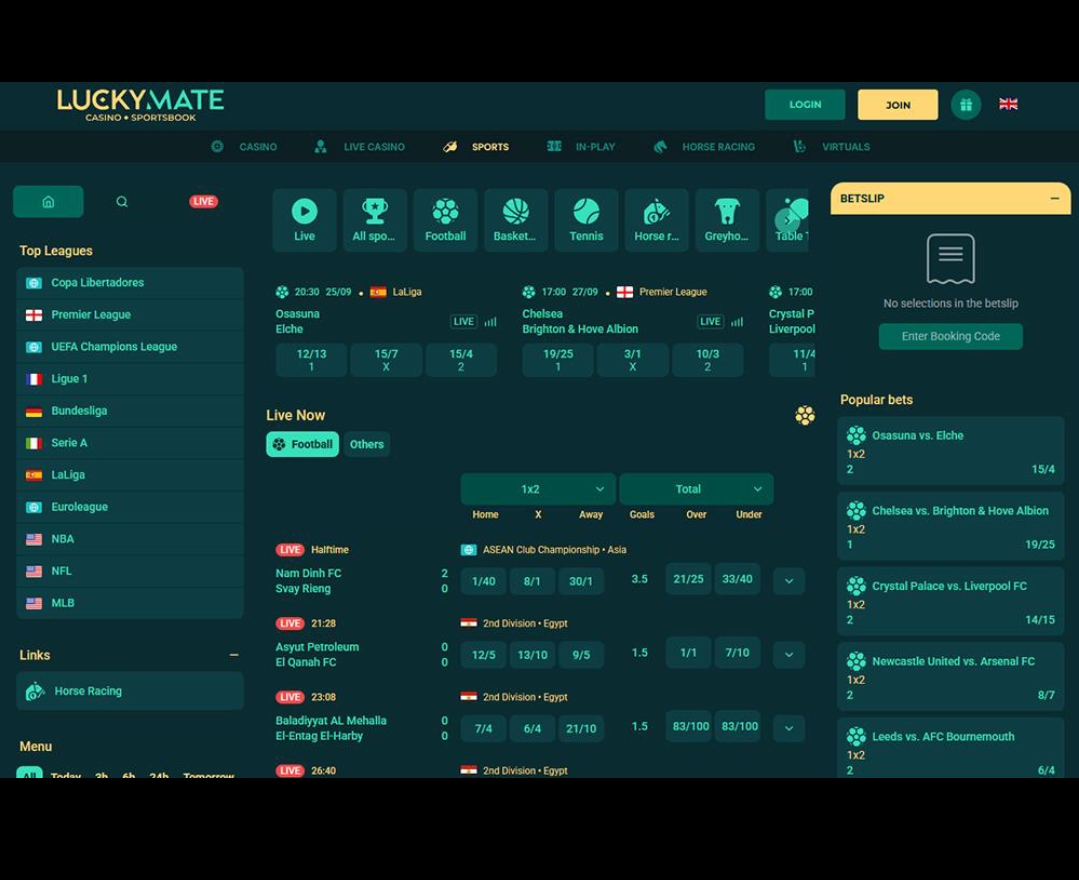 LUCKYMATE
CASINO • SPORTSBOOK
LOGIN
JOIN
CASINO
LIVE CASINO
SPORTS
IN-PLAY
HORSE RACING
VIRTUALS
LIVE
Top Leagues
Copa Libertadores
Premier League
UEFA Champions League
Ligue 1
Bundesliga
Serie A
LaLiga
Euroleague
NBA
NFL
MLB
Links
Horse Racing
Menu
All Today 3h 6h 24h Tomorrow
Live
All spo...
Football
Basket...
Tennis
Horse r...
Greyho...
Table T
20:30 25/09 • LaLiga
Osasuna
Elche
LIVE
12/13 15/7 15/4
1 X 2
17:00 27/09 • Premier League
Chelsea
Brighton & Hove Albion
LIVE
19/25 3/1 10/3
1 X 2
17:00
Crystal P
Liverpool
11/4
1
Live Now
Football
Others
1x2
Total
Home X Away Goals Over Under
LIVE Halftime
ASEAN Club Championship • Asia
Nam Dinh FC 2
Svay Rieng 0
1/40 8/1 30/1 3.5 21/25 33/40
LIVE 21:28
2nd Division • Egypt
Asyut Petroleum 0
El Qanah FC 0
12/5 13/10 9/5 1.5 1/1 7/10
LIVE 23:08
2nd Division • Egypt
Baladiyyat AL Mehalla 0
El-Entag El-Harby 0
7/4 6/4 21/10 1.5 83/100 83/100
LIVE 26:40
2nd Division • Egypt
BETSLIP
No selections in the betslip
Enter Booking Code
Popular bets
Osasuna vs. Elche
1x2
2 15/4
Chelsea vs. Brighton & Hove Albion
1x2
1 19/25
Crystal Palace vs. Liverpool FC
1x2
2 14/15
Newcastle United vs. Arsenal FC
1x2
2 8/7
Leeds vs. AFC Bournemouth
1x2
2 6/4